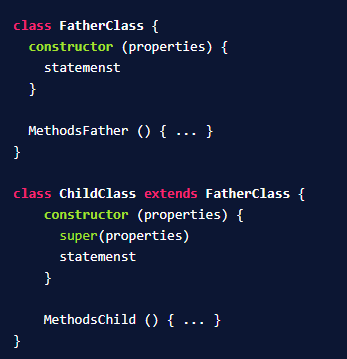 class FatherClass {
constructor (properties) {
statemenst
}
MethodsFather () { ... }
}
class ChildClass extends FatherClass {
constructor (properties) {
super(properties)
statemenst
}
MethodsChild () { ... }
}